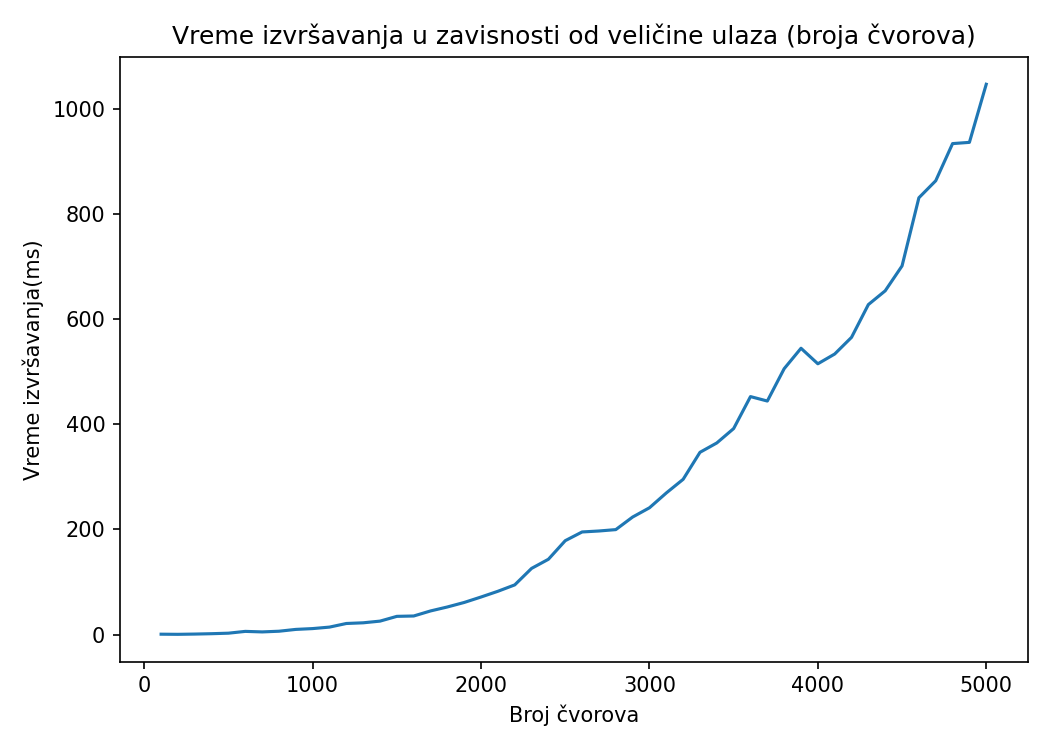 Vreme izvršavanja u zavisnosti od veličine ulaza (broja čvorova)
Vreme izvršavanja(ms)
1000
800
600
400
200
0
0 1000 2000 3000 4000 5000
Broj čvorova